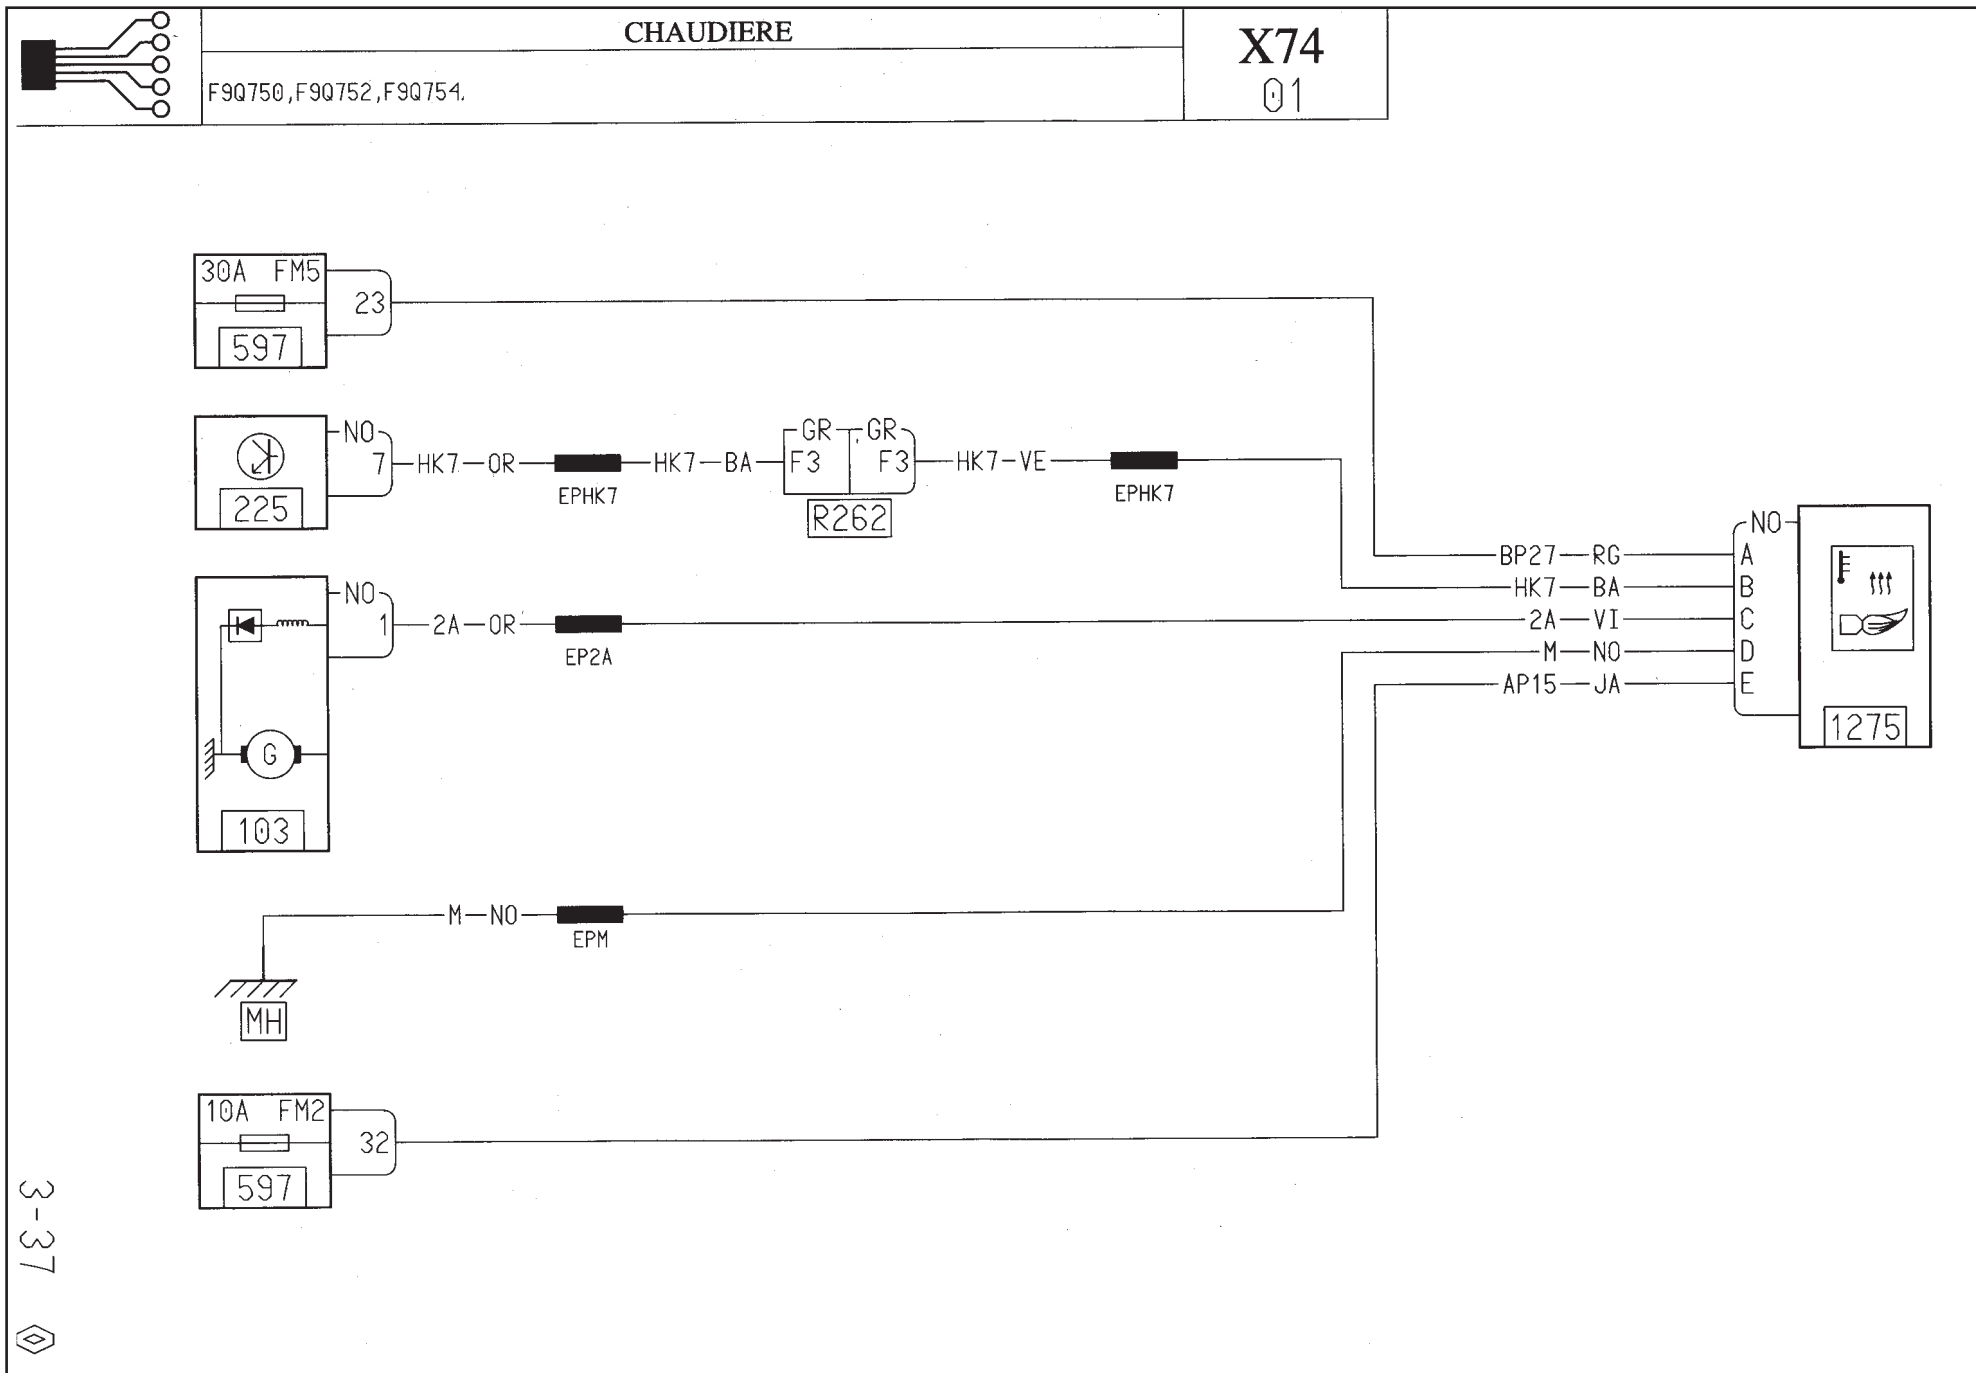 CHAUDIERE
F9Q750,F9Q752,F9Q754.
X74
01
30A FM5
23
597
NO
7 HK7 OR
EPHK7
HK7 BA
GR GR
F3 F3
R262
HK7-VE
EPHK7
225
NO
1 2A OR
EP2A
G
103
M NO
EPM
MH
10A FM2
32
597
NO
BP27 RG A
HK7 BA B
2A VI C
M NO D
AP15 JA E
1275
3-37